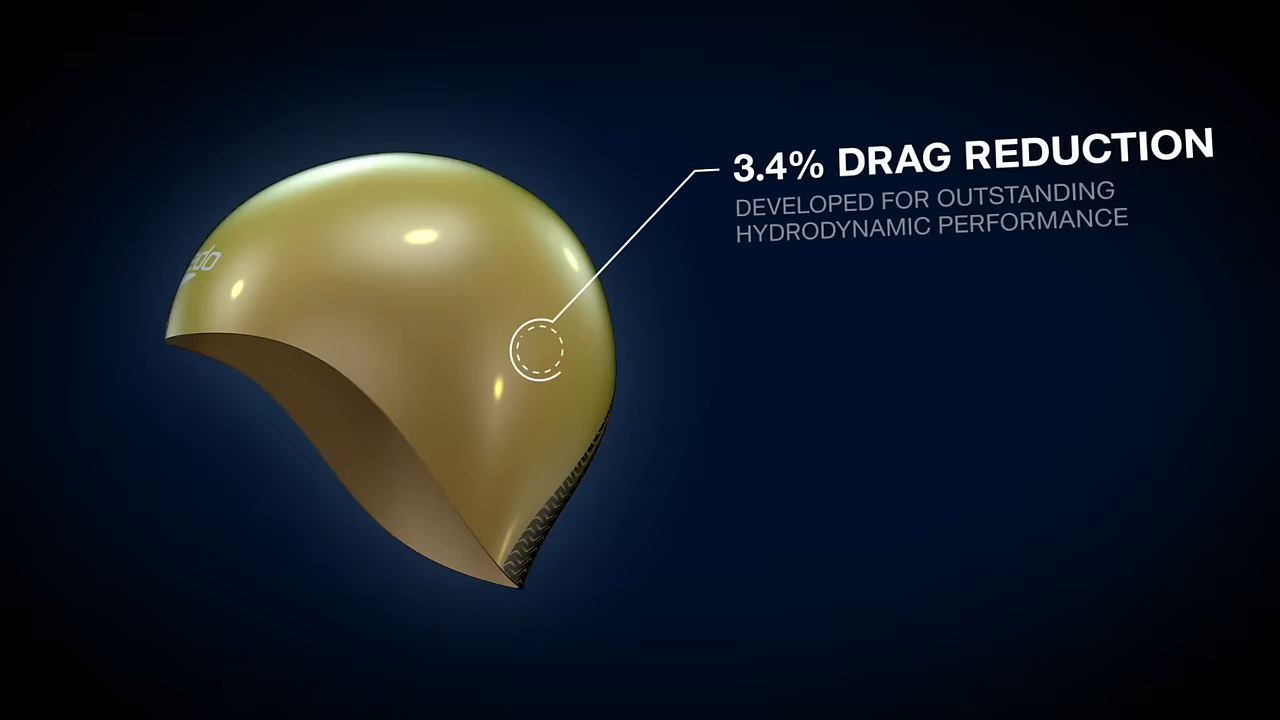 3.4% DRAG REDUCTION
DEVELOPED FOR OUTSTANDING
HYDRODYNAMIC PERFORMANCE